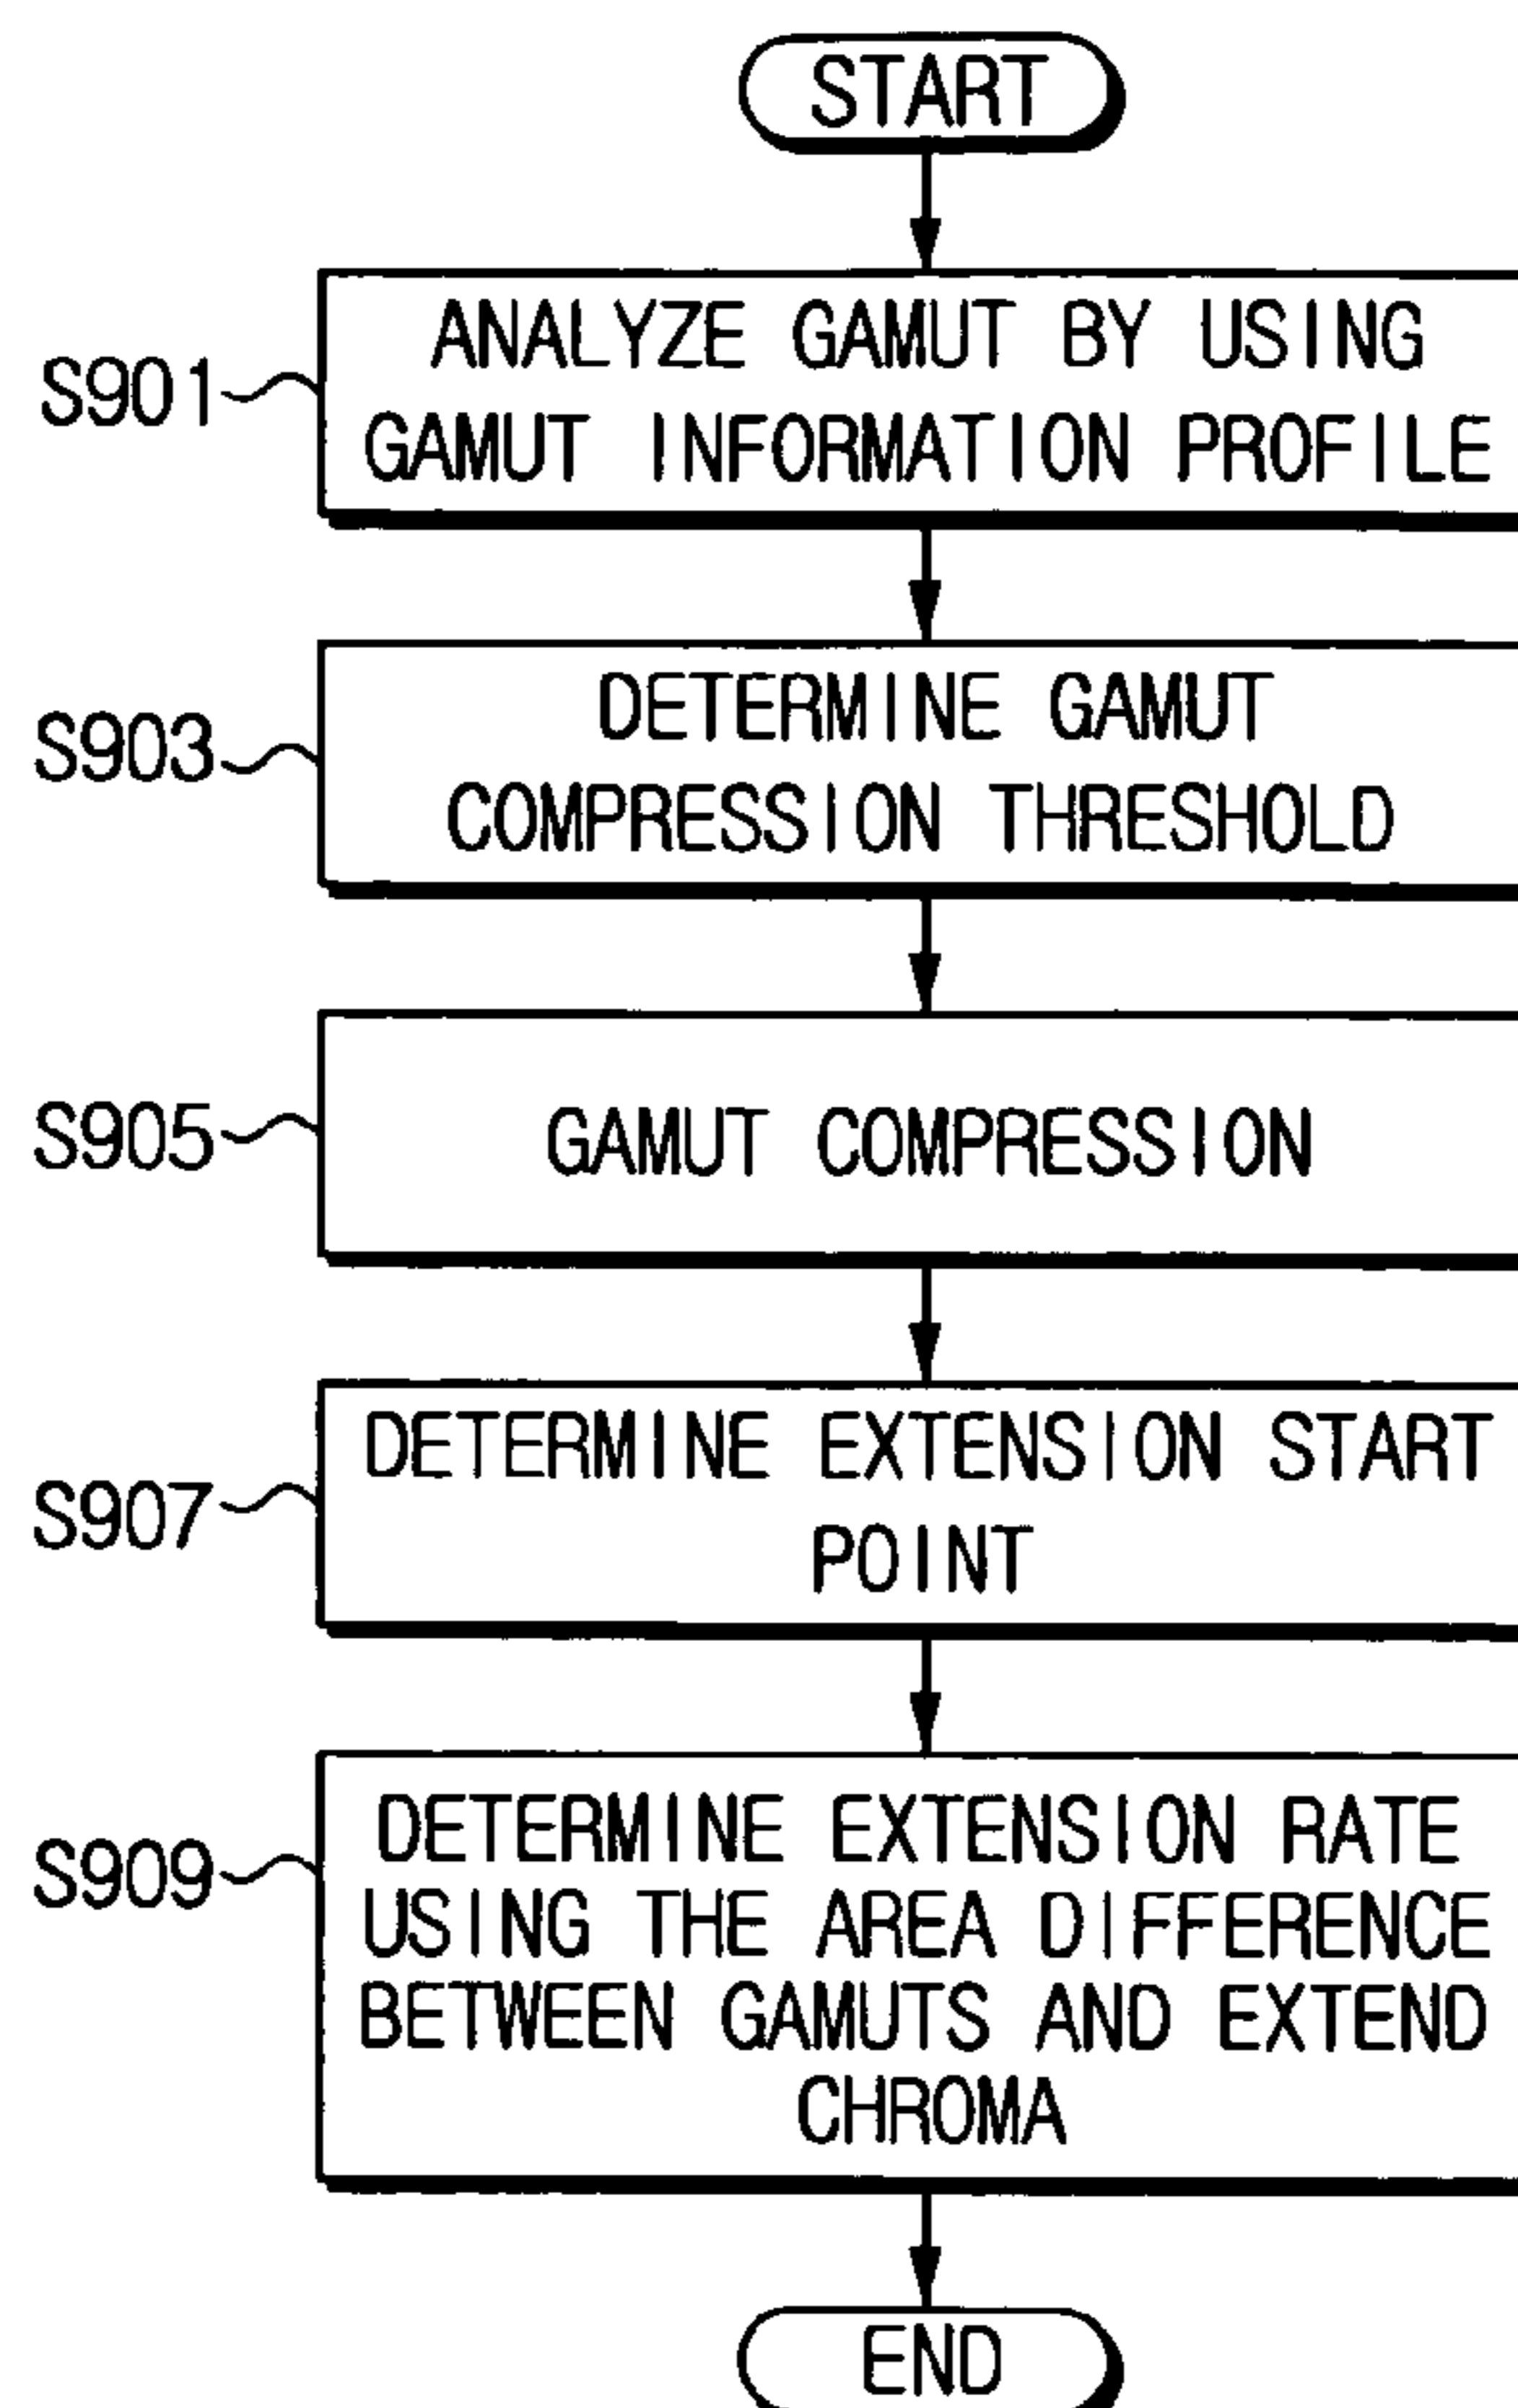 START
S901
ANALYZE GAMUT BY USING
GAMUT INFORMATION PROFILE
S903
DETERMINE GAMUT
COMPRESSION THRESHOLD
S905
GAMUT COMPRESSION
S907
DETERMINE EXTENSION START
POINT
S909
DETERMINE EXTENSION RATE
USING THE AREA DIFFERENCE
BETWEEN GAMUTS AND EXTEND
CHROMA
END